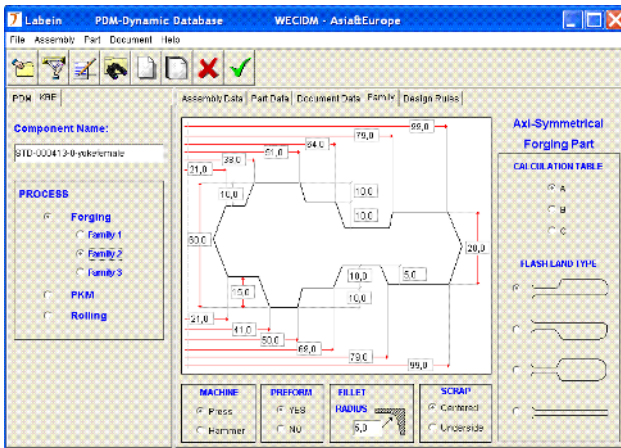 Labein PDM-Dynamic Database WECIDM - Asia&Europe
File Assembly Part Document Help
PDM KBE
Assembly Data Part Data Document Data Family Design Rules
Component Name:
STD-000413-0-yokefemale
PROCESS
Forging
Family 1
Family 2
Family 3
PKM
Rolling
99,0
79,0
64,0
51,0
38,0
21,0
10,0
10,0
10,0
60,0
28,0
10,0
5,0
15,0
10,0
21,0
41,0
50,0
79,0
99,0
MACHINE
Press
Hammer
PREFORM
YES
NO
FILLET
RADIUS
5,0
SCRAP
Centered
Underside
Axi-Symmetrical
Forging Part
CALCULATION TABLE
A
B
C
FLASH LAND TYPE